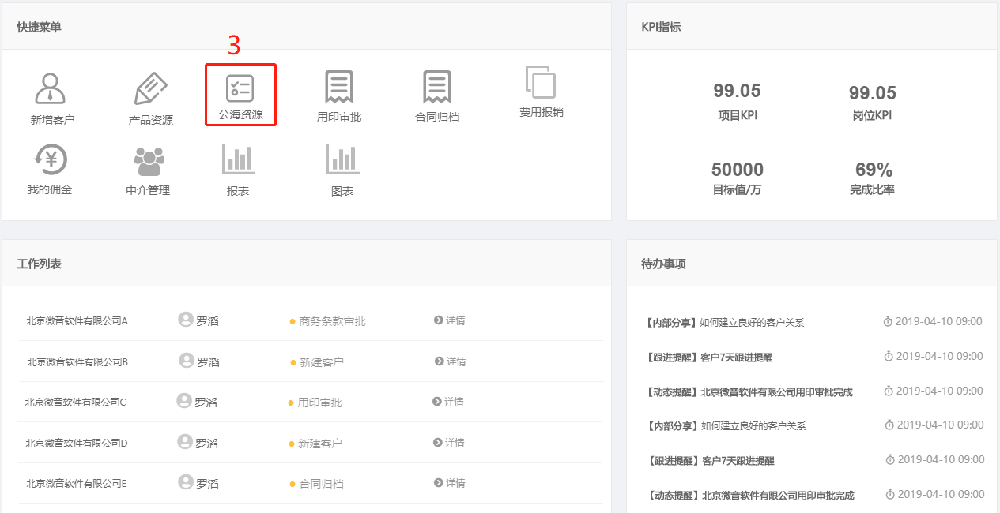 快捷菜单
3
新增客户
产品资源
公海资源
用印审批
合同归档
费用报销
我的佣金
中介管理
报表
图表
KPI指标
99.05
99.05
项目KPI
岗位KPI
50000
69%
目标值/万
完成比率
工作列表
北京微音软件有限公司A 罗滔 商务条款审批 详情
北京微音软件有限公司B 罗滔 新建客户 详情
北京微音软件有限公司C 罗滔 用印审批 详情
北京微音软件有限公司D 罗滔 新建客户 详情
北京微音软件有限公司E 罗滔 合同归档 详情
待办事项
【内部分享】如何建立良好的客户关系 2019-04-10 09:00
【跟进提醒】客户7天跟进提醒 2019-04-10 09:00
【动态提醒】北京微音软件有限公司用印审批完成 2019-04-10 09:00
【内部分享】如何建立良好的客户关系 2019-04-10 09:00
【跟进提醒】客户7天跟进提醒 2019-04-10 09:00
【动态提醒】北京微音软件有限公司用印审批完成 2019-04-10 09:00